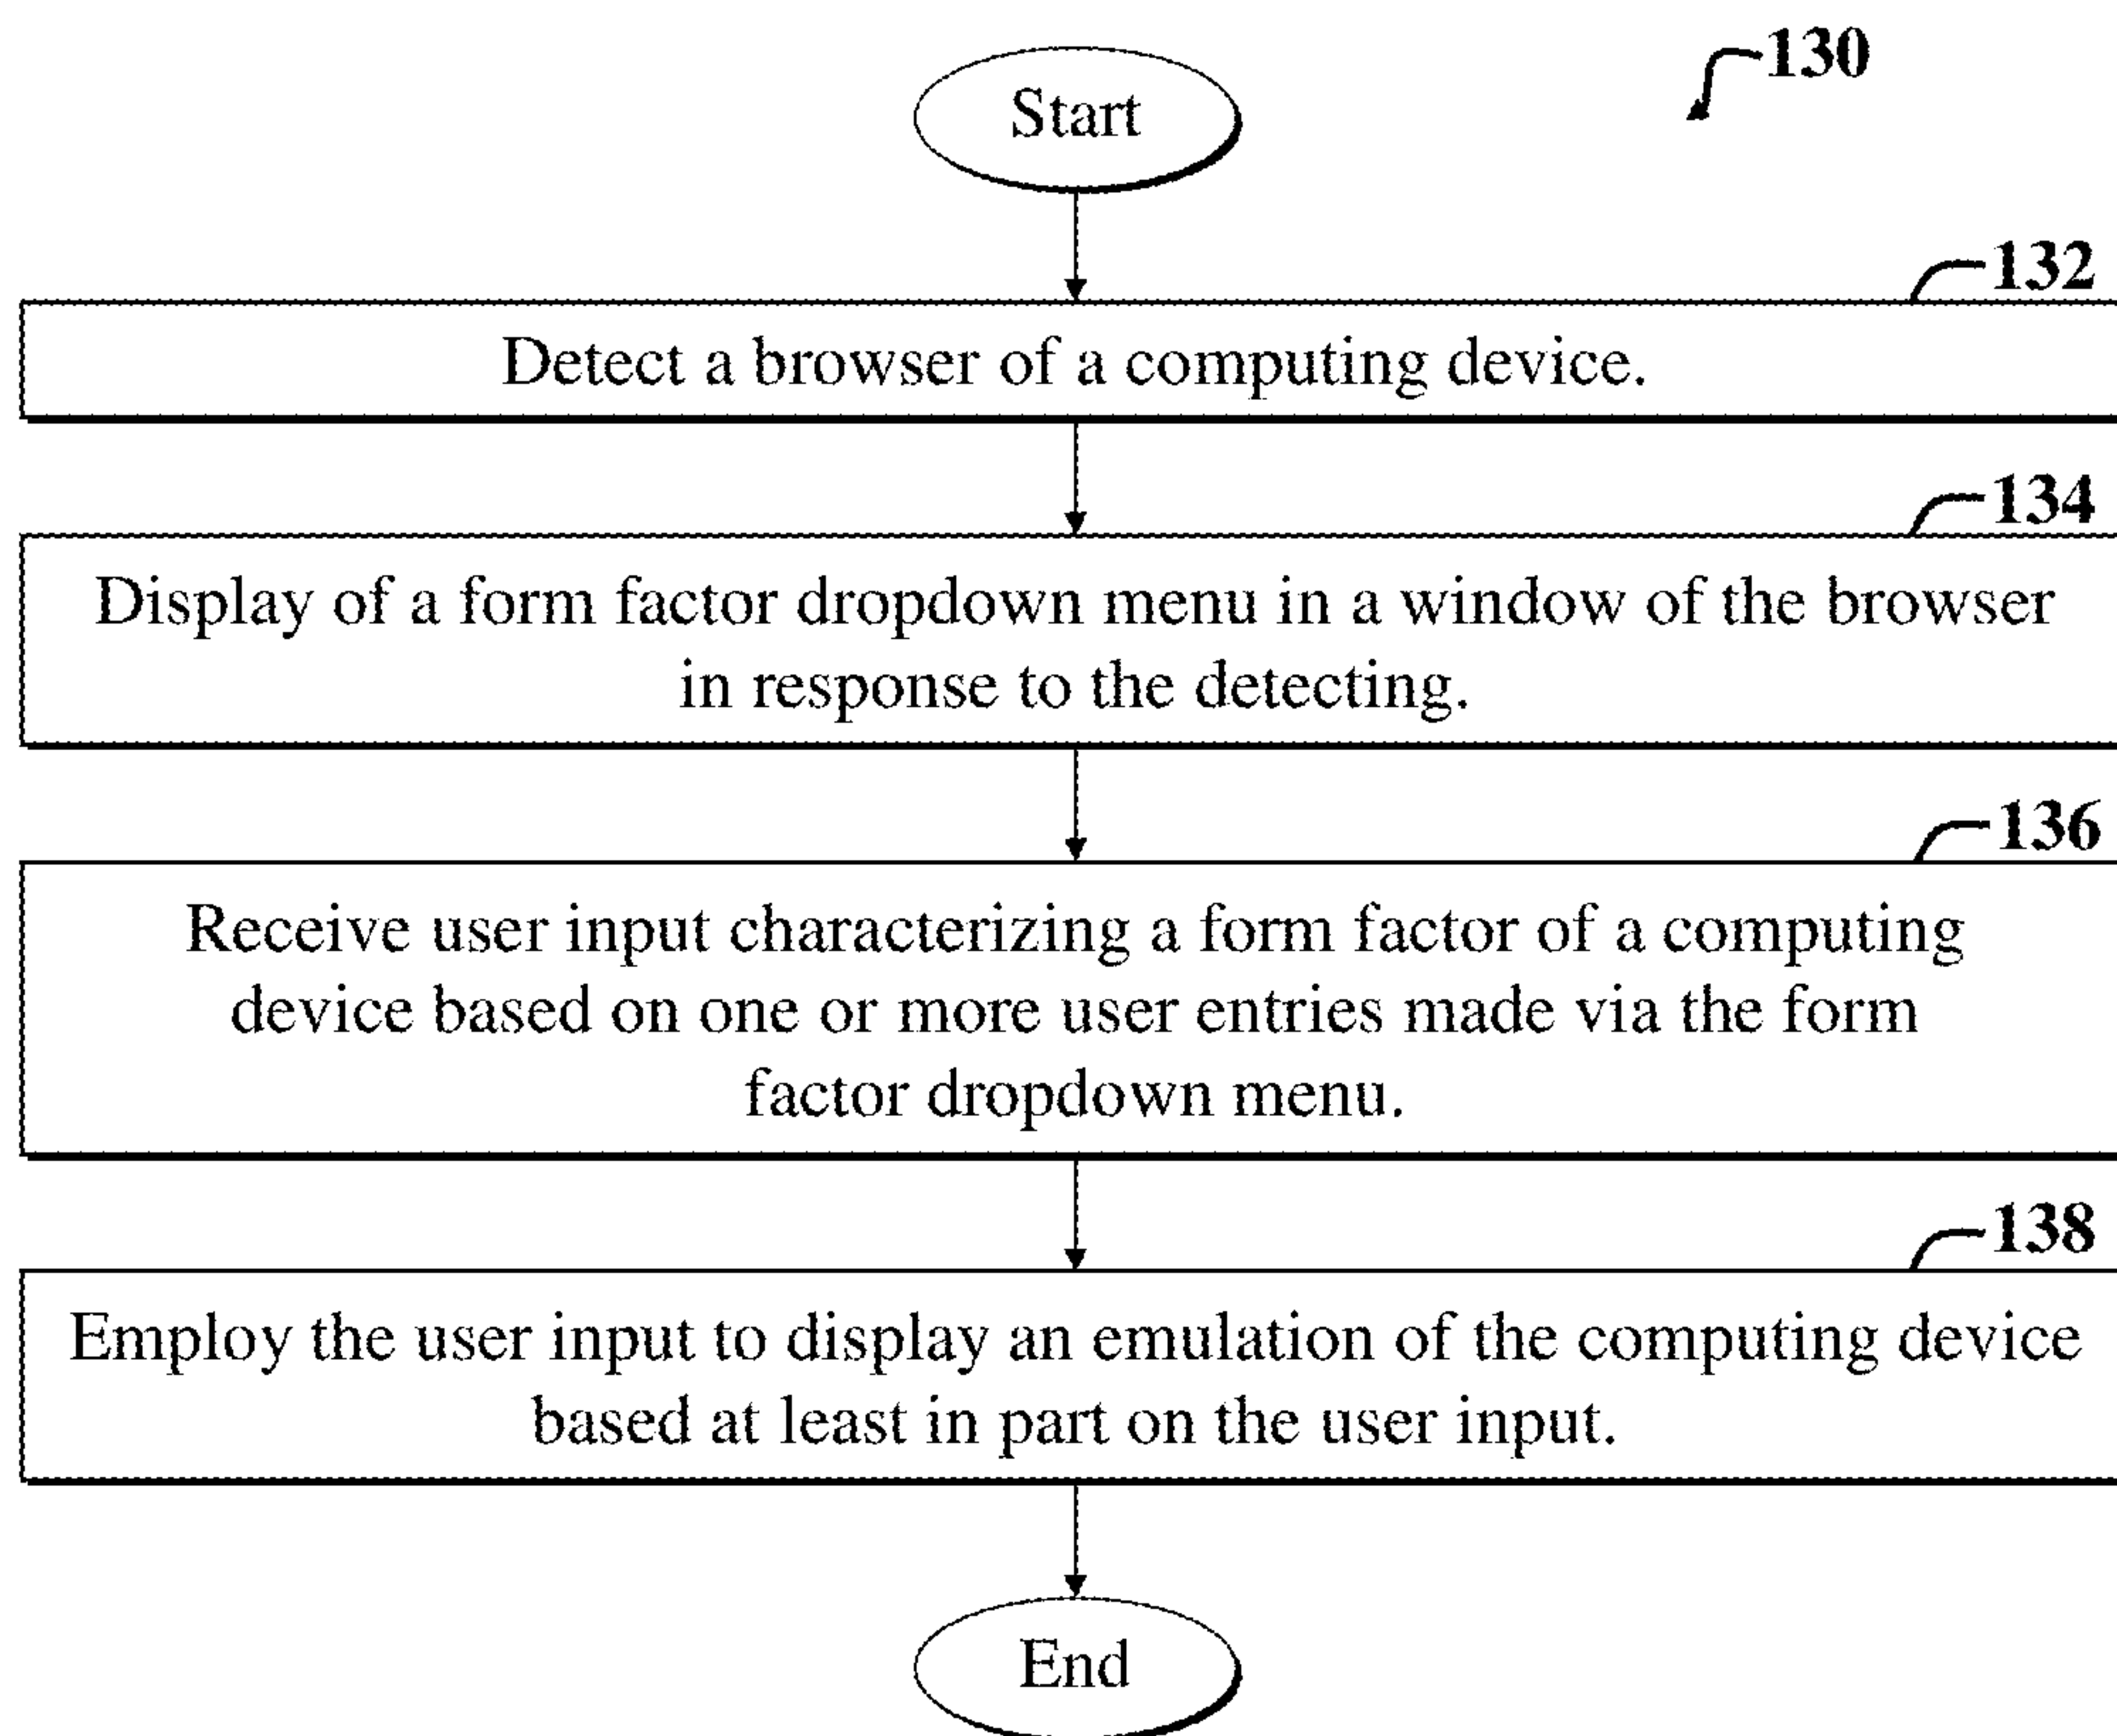 Start
130
132
Detect a browser of a computing device.
134
Display of a form factor dropdown menu in a window of the browser
in response to the detecting.
136
Receive user input characterizing a form factor of a computing
device based on one or more user entries made via the form
factor dropdown menu.
138
Employ the user input to display an emulation of the computing device
based at least in part on the user input.
End